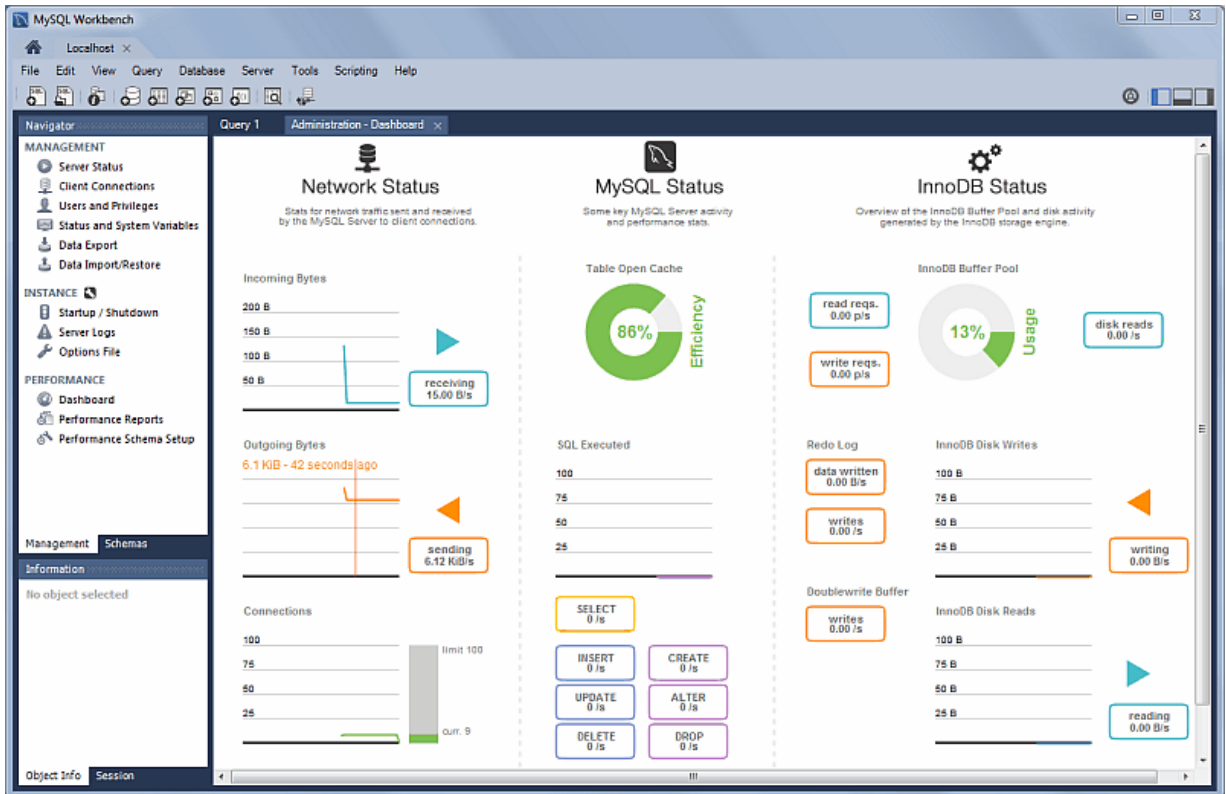 MySQL Workbench
Localhost
File Edit View Query Database Server Tools Scripting Help
Navigator
MANAGEMENT
Server Status
Client Connections
Users and Privileges
Status and System Variables
Data Export
Data Import/Restore
INSTANCE
Startup / Shutdown
Server Logs
Options File
PERFORMANCE
Dashboard
Performance Reports
Performance Schema Setup
Management Schemas
Information
No object selected
Object Info Session
Query 1 Administration - Dashboard
Network Status
Stats for network traffic sent and received
by the MySQL Server to client connections.
Incoming Bytes
200 B
150 B
100 B
50 B
receiving
15.00 B/s
Outgoing Bytes
6.1 KiB - 42 seconds ago
sending
6.12 KiB/s
Connections
100
75
50
25
limit 100
curr. 9
MySQL Status
Some key MySQL Server activity
and performance stats.
Table Open Cache
86%
Efficiency
SQL Executed
100
75
50
25
SELECT
0 /s
INSERT
0 /s
CREATE
0 /s
UPDATE
0 /s
ALTER
0 /s
DELETE
0 /s
DROP
0 /s
InnoDB Status
Overview of the InnoDB Buffer Pool and disk activity
generated by the InnoDB storage engine.
InnoDB Buffer Pool
read reqs.
0.00 p/s
write reqs.
0.00 p/s
13%
Usage
disk reads
0.00 /s
Redo Log
data written
0.00 B/s
writes
0.00 /s
Doublewrite Buffer
writes
0.00 /s
InnoDB Disk Writes
100 B
75 B
50 B
25 B
writing
0.00 B/s
InnoDB Disk Reads
100 B
75 B
50 B
25 B
reading
0.00 B/s